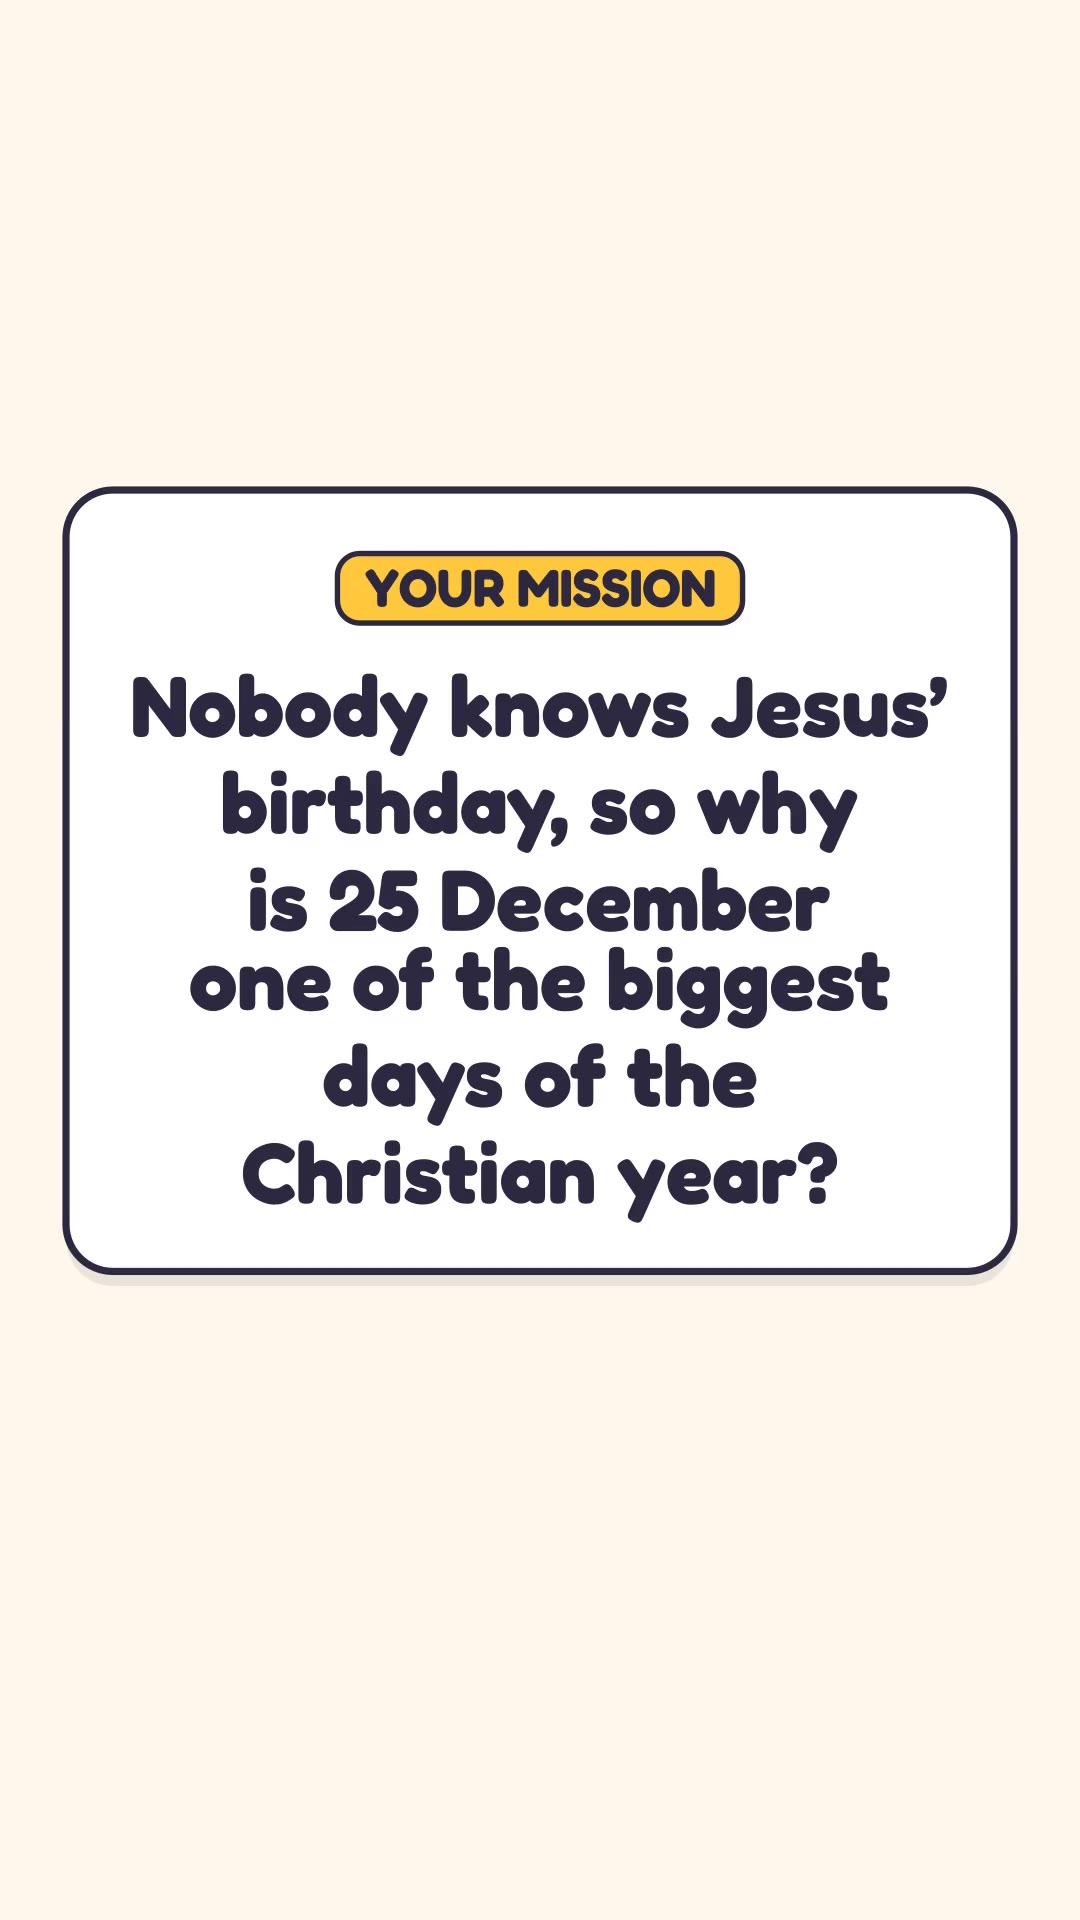 YOUR MISSION
Nobody knows Jesus’
birthday, so why
is 25 December
one of the biggest
days of the
Christian year?